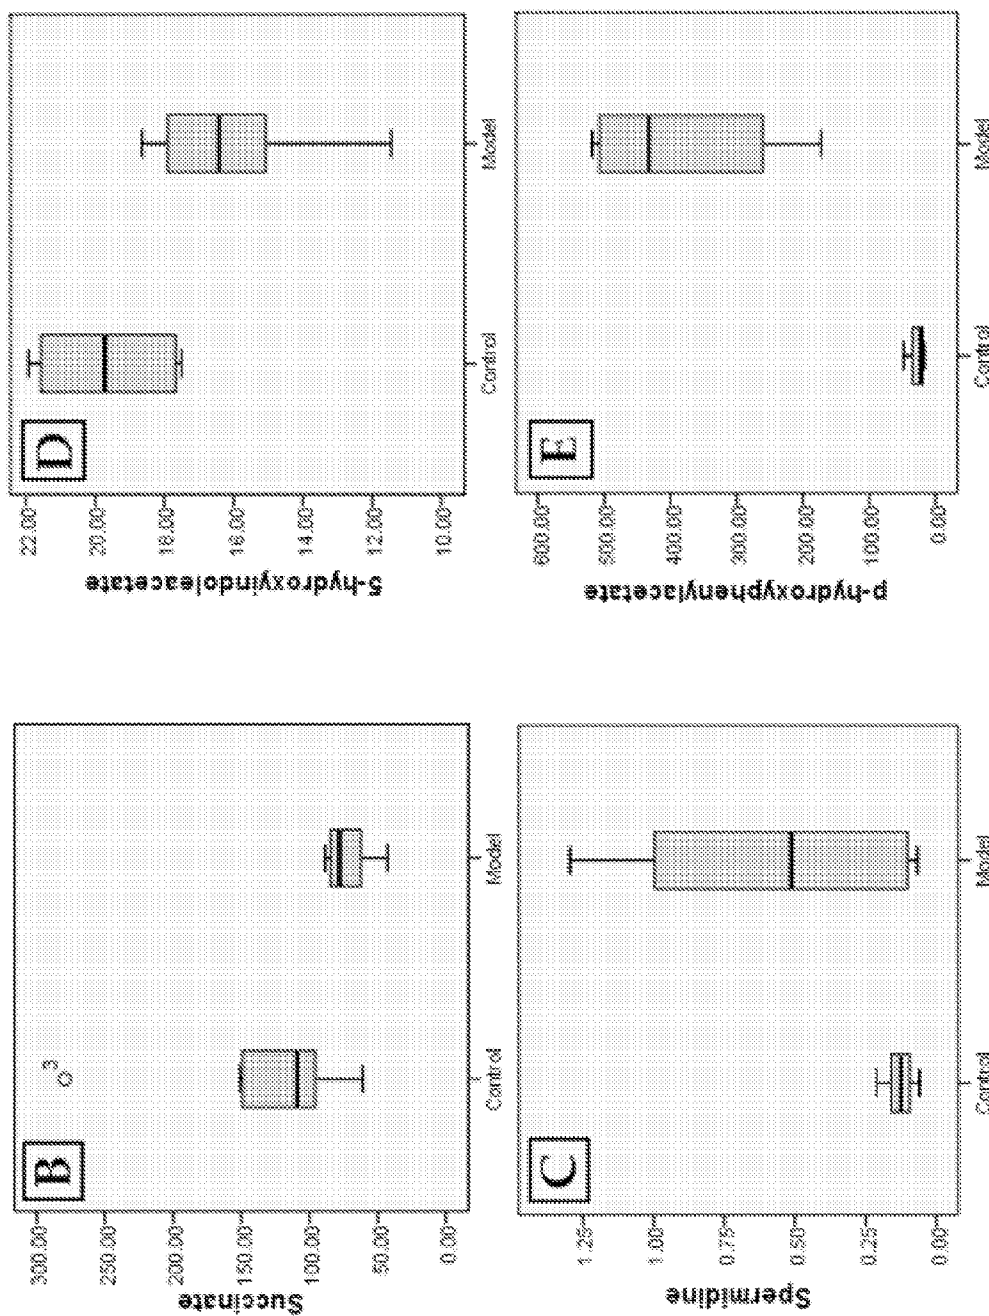 B
Succinate
300.00
250.00
200.00
150.00
100.00
50.00
0.00
3
Control
Model
D
5-hydroxyindoleacetate
22.00
20.00
18.00
16.00
14.00
12.00
10.00
Control
Model
C
Spermidine
1.25
1.00
0.75
0.50
0.25
0.00
Control
Model
E
p-hydroxyphenylacetate
600.00
500.00
400.00
300.00
200.00
100.00
0.00
Control
Model